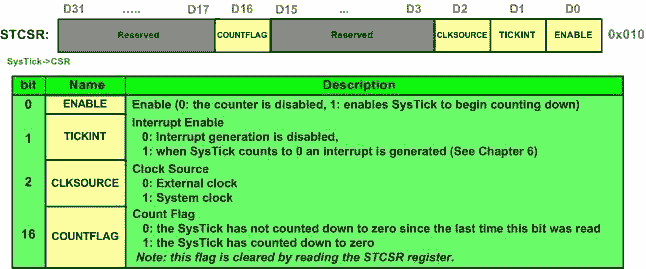 D31 ..... D17 D16 D15 ... D3 D2 D1 D0
STCSR: Reserved COUNTFLAG Reserved CLKSOURCE TICKINT ENABLE 0x010
SysTick->CSR
bit Name Description
0 ENABLE Enable (0: the counter is disabled, 1: enables SysTick to begin counting down)
Interrupt Enable
1 TICKINT 0: Interrupt generation is disabled,
1: when SysTick counts to 0 an interrupt is generated (See Chapter 6)
Clock Source
2 CLKSOURCE 0: External clock
1: System clock
Count Flag
16 COUNTFLAG 0: the SysTick has not counted down to zero since the last time this bit was read
1: the SysTick has counted down to zero
Note: this flag is cleared by reading the STCSR register.